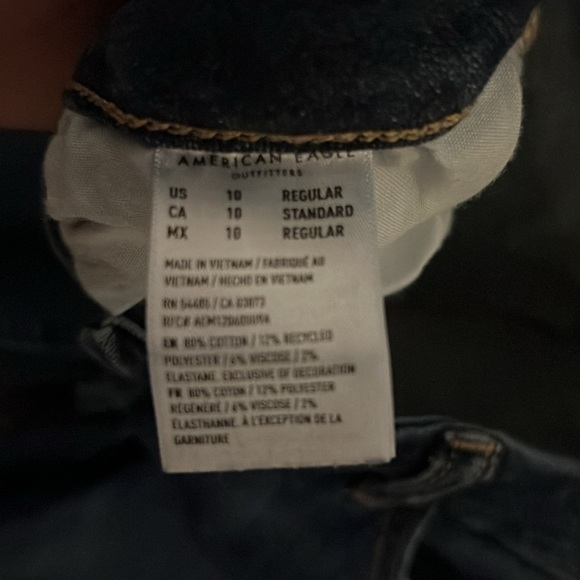 AMERICAN EAGLE
OUTFITTERS
US 10 REGULAR
CA 10 STANDARD
MX 10 REGULAR
MADE IN VIETNAM / FABRIQUÉ AU
VIETNAM / HECHO EN VIETNAM
RN 54485 / CA 03073
RFC#
EN 80% COTTON / 12% RECYCLED
POLYESTER / 6% VISCOSE / 2%
ELASTANE. EXCLUSIVE OF DECORATION
FR 80% COTON / 12% POLYESTER
RÉGÉNÉRÉ / 6% VISCOSE / 2%
ÉLASTHANNE. À L'EXCEPTION DE LA
GARNITURE